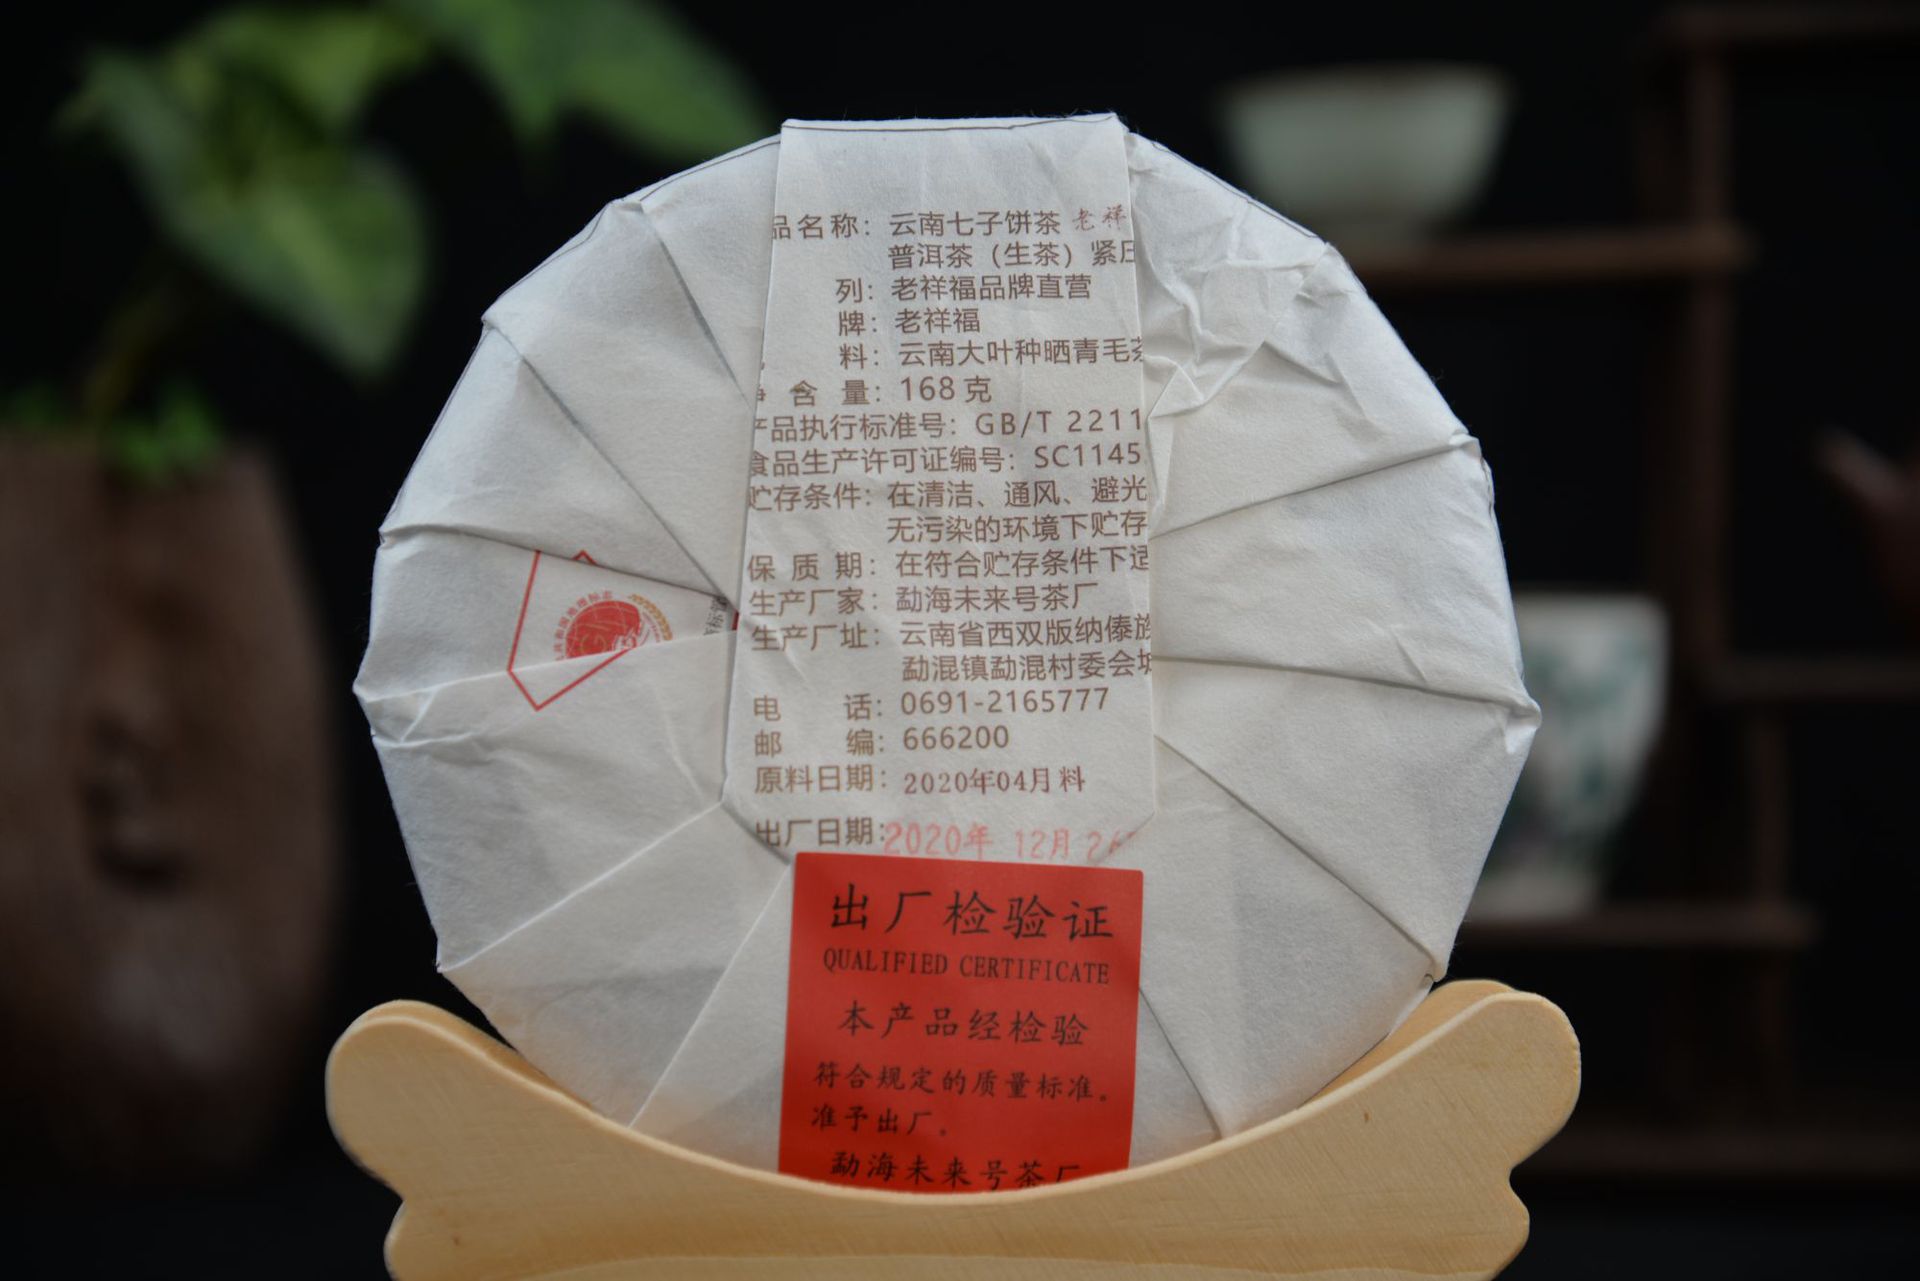 品名称：云南七子饼茶 老祥
普洱茶（生茶）紧压
列：老祥福品牌直营
牌：老祥福
料：云南大叶种晒青毛茶
净含量：168克
产品执行标准号：GB/T 2211
食品生产许可证编号：SC1145
贮存条件：在清洁、通风、避光
无污染的环境下贮存
保质期：在符合贮存条件下适
生产厂家：勐海未来号茶厂
生产厂址：云南省西双版纳傣族
勐混镇勐混村委会城
电话：0691-2165777
邮编：666200
原料日期：2020年04月料
出厂日期：2020年 12月 26
出厂检验证
QUALIFIED CERTIFICATE
本产品经检验
符合规定的质量标准。
准予出厂。
勐海未来号茶厂